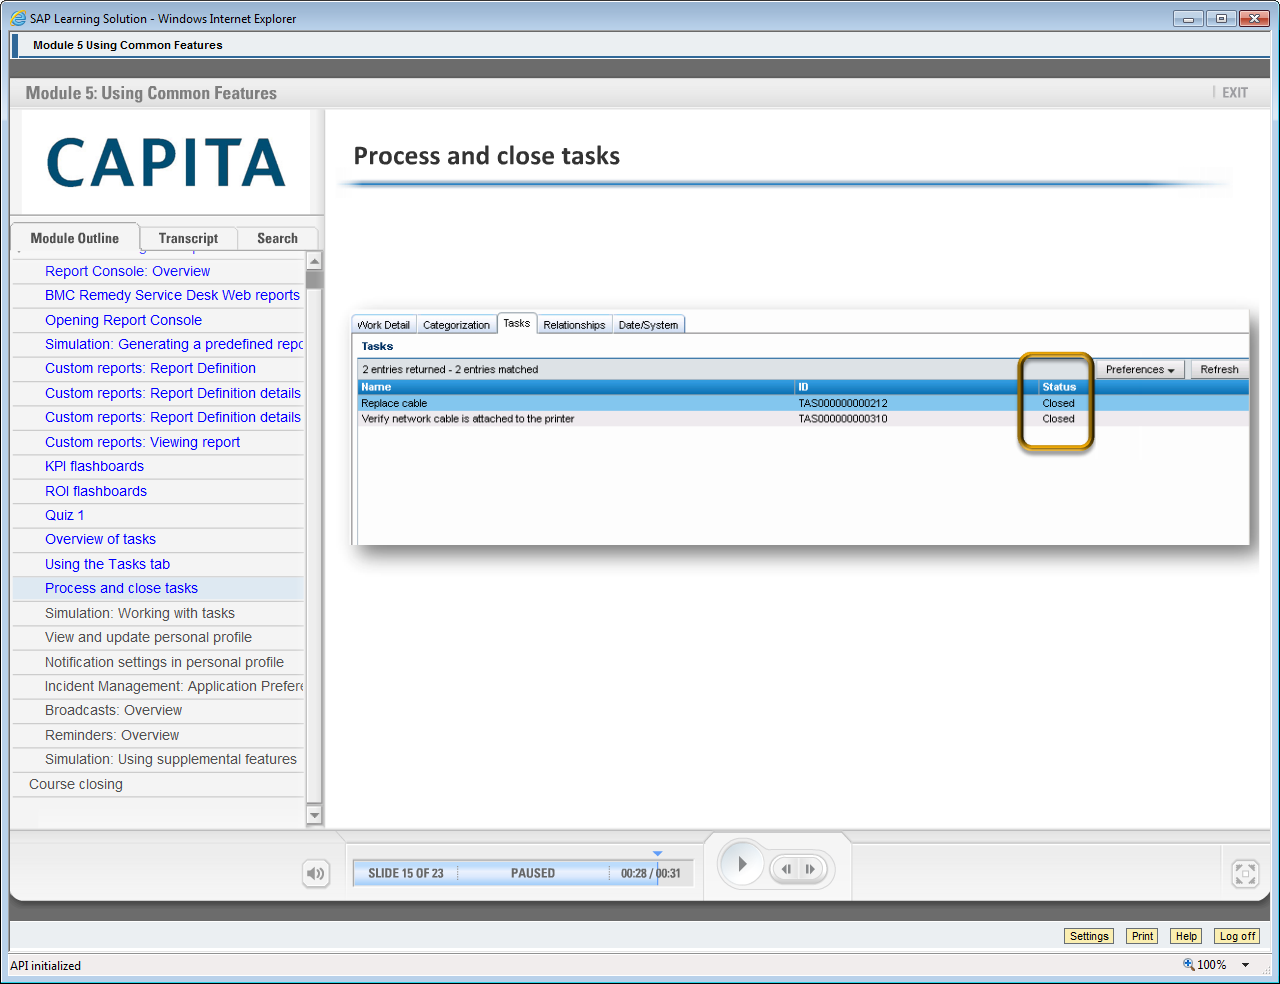 SAP Learning Solution - Windows Internet Explorer
Module 5 Using Common Features
Module 5: Using Common Features
EXIT
CAPITA
Module Outline
Transcript
Search
Report Console: Overview
BMC Remedy Service Desk Web reports
Opening Report Console
Simulation: Generating a predefined repo
Custom reports: Report Definition
Custom reports: Report Definition details
Custom reports: Report Definition details
Custom reports: Viewing report
KPI flashboards
ROI flashboards
Quiz 1
Overview of tasks
Using the Tasks tab
Process and close tasks
Simulation: Working with tasks
View and update personal profile
Notification settings in personal profile
Incident Management: Application Prefere
Broadcasts: Overview
Reminders: Overview
Simulation: Using supplemental features
Course closing
Process and close tasks
Work Detail Categorization Tasks Relationships Date/System
Tasks
2 entries returned - 2 entries matched Preferences Refresh
Name ID Status
Replace cable TAS000000000212 Closed
Verify network cable is attached to the printer TAS000000000310 Closed
SLIDE 15 OF 23 PAUSED 00:28 / 00:31
Settings Print Help Log off
API initialized 100%